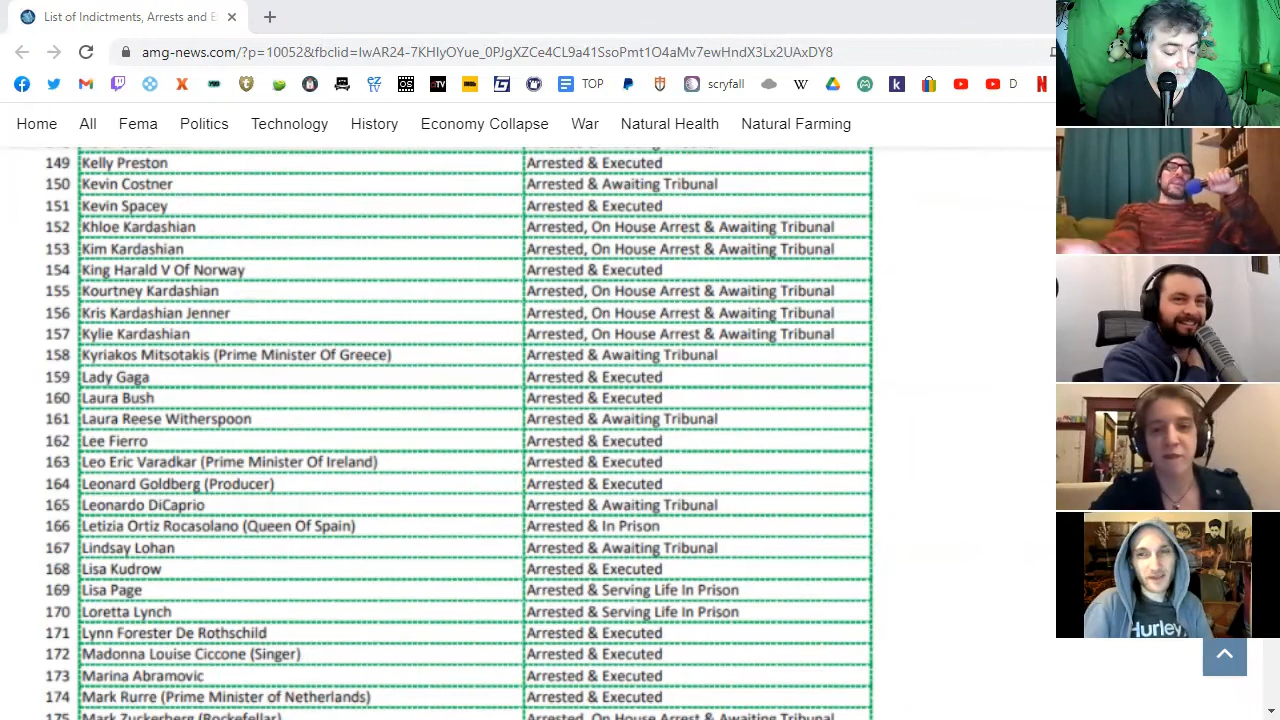 List of Indictments, Arrests and E
amg-news.com/?p=10052&fbclid=IwAR24-7KHIyOYue_0PJgXZCe4CL9a41SsoPmt1O4aMv7ewHndX3Lx2UAxDY8
TOP scryfall D
Home All Fema Politics Technology History Economy Collapse War Natural Health Natural Farming
149 Kelly Preston Arrested & Executed
150 Kevin Costner Arrested & Awaiting Tribunal
151 Kevin Spacey Arrested & Executed
152 Khloe Kardashian Arrested, On House Arrest & Awaiting Tribunal
153 Kim Kardashian Arrested, On House Arrest & Awaiting Tribunal
154 King Harald V Of Norway Arrested & Executed
155 Kourtney Kardashian Arrested, On House Arrest & Awaiting Tribunal
156 Kris Kardashian Jenner Arrested, On House Arrest & Awaiting Tribunal
157 Kylie Kardashian Arrested, On House Arrest & Awaiting Tribunal
158 Kyriakos Mitsotakis (Prime Minister Of Greece) Arrested & Awaiting Tribunal
159 Lady Gaga Arrested & Executed
160 Laura Bush Arrested & Executed
161 Laura Reese Witherspoon Arrested & Awaiting Tribunal
162 Lee Fierro Arrested & Executed
163 Leo Eric Varadkar (Prime Minister Of Ireland) Arrested & Executed
164 Leonard Goldberg (Producer) Arrested & Executed
165 Leonardo DiCaprio Arrested & Awaiting Tribunal
166 Letizia Ortiz Rocasolano (Queen Of Spain) Arrested & In Prison
167 Lindsay Lohan Arrested & Awaiting Tribunal
168 Lisa Kudrow Arrested & Executed
169 Lisa Page Arrested & Serving Life In Prison
170 Loretta Lynch Arrested & Serving Life In Prison
171 Lynn Forester De Rothschild Arrested & Executed
172 Madonna Louise Ciccone (Singer) Arrested & Executed
173 Marina Abramovic Arrested & Executed
174 Mark Rurre (Prime Minister of Netherlands) Arrested & Executed
175 Mark Zuckerberg (Rockefellar) Arrested, On House Arrest & Awaiting Tribunal
Hurley